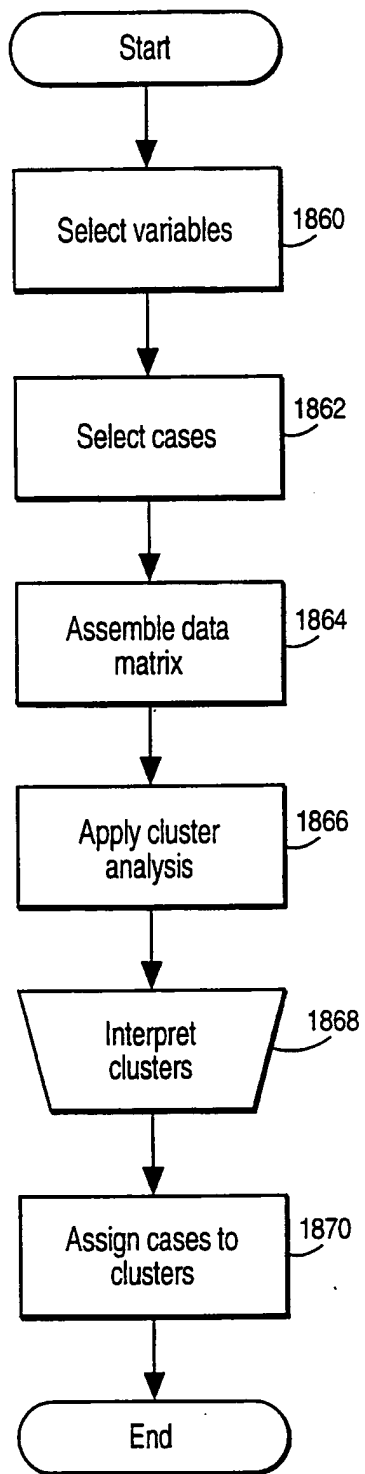 Start
Select variables
1860
Select cases
1862
Assemble data
matrix
1864
Apply cluster
analysis
1866
Interpret
clusters
1868
Assign cases to
clusters
1870
End